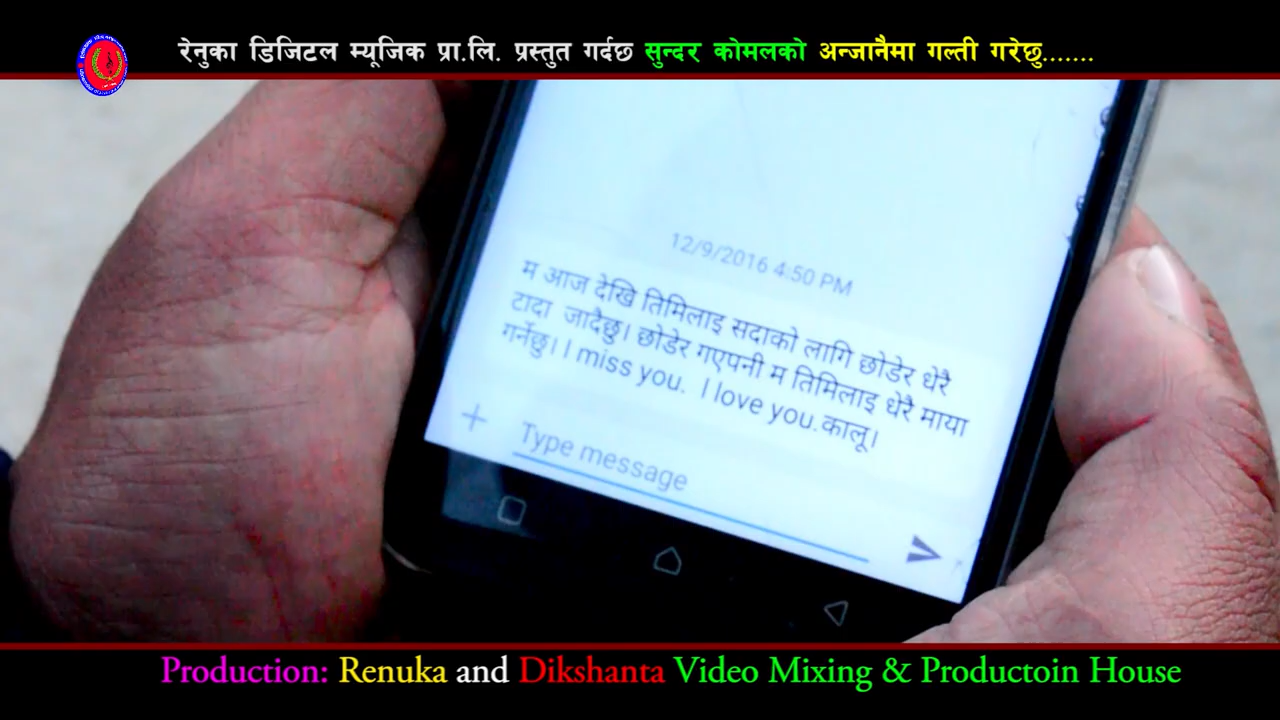 रेनुका डिजिटल म्यूजिक प्रा.लि. प्रस्तुत गर्दछ सुन्दर कोमलको अन्जानैमा गल्ती गरेछु.......
12/9/2016 4:50 PM
म आज देखि तिमिलाइ सदाको लागि छोडेर धेरै
टादा जादैछु। छोडेर गएपनी म तिमिलाइ धेरै माया
गर्नेछु। I miss you. I love you.कालू।
Type message
Production: Renuka and Dikshanta Video Mixing & Productoin House